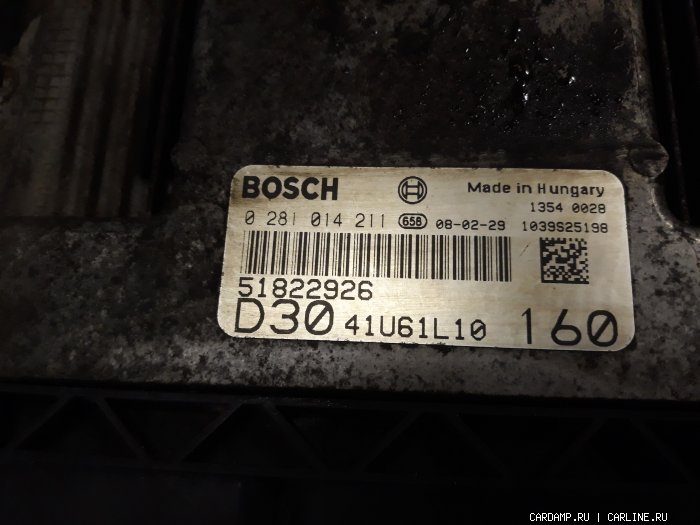 BOSCH Made in Hungary
1354 0028
0 281 014 211 658 08-02-29 1039S25198
51822926
D30 41U61L10 160
CARDAMP.RU | CARLINE.RU